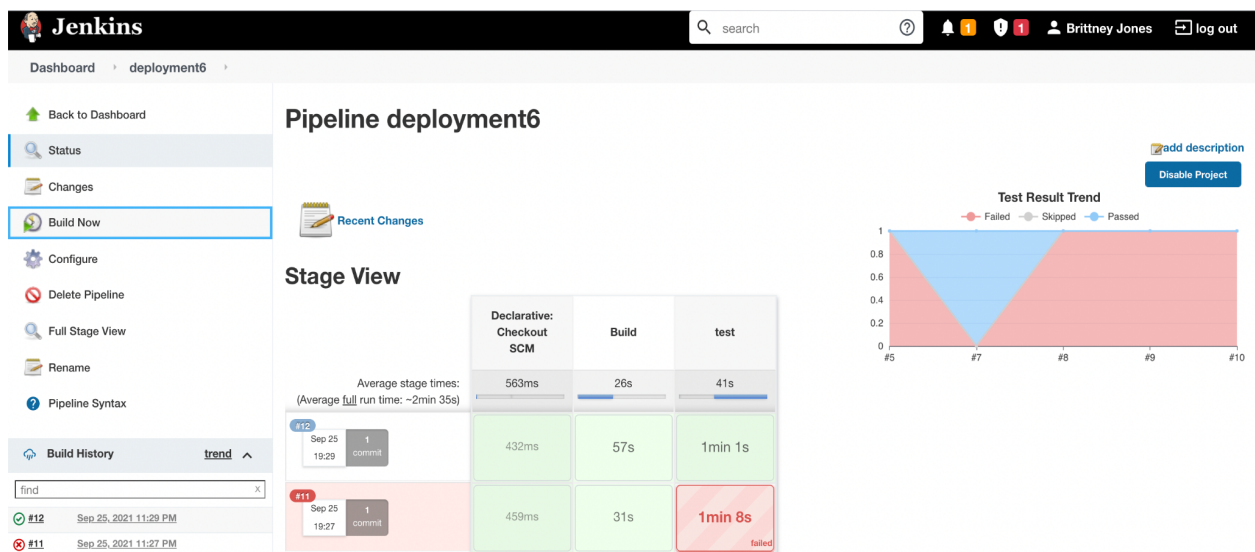 Jenkins
search
1
1
Brittney Jones
log out
Dashboard
deployment6
Back to Dashboard
Status
Changes
Build Now
Configure
Delete Pipeline
Full Stage View
Rename
Pipeline Syntax
Build History
trend
find
X
#12
Sep 25, 2021 11:29 PM
#11
Sep 25, 2021 11:27 PM
Pipeline deployment6
add description
Disable Project
Recent Changes
Test Result Trend
Failed Skipped Passed
1
0.8
0.6
0.4
0.2
0
#5 #7 #8 #9 #10
Stage View
Declarative:
Checkout
SCM
Build
test
Average stage times:
(Average full run time: ~2min 35s)
563ms
26s
41s
#12
Sep 25
19:29
1
commit
432ms
57s
1min 1s
#11
Sep 25
19:27
1
commit
459ms
31s
1min 8s
failed